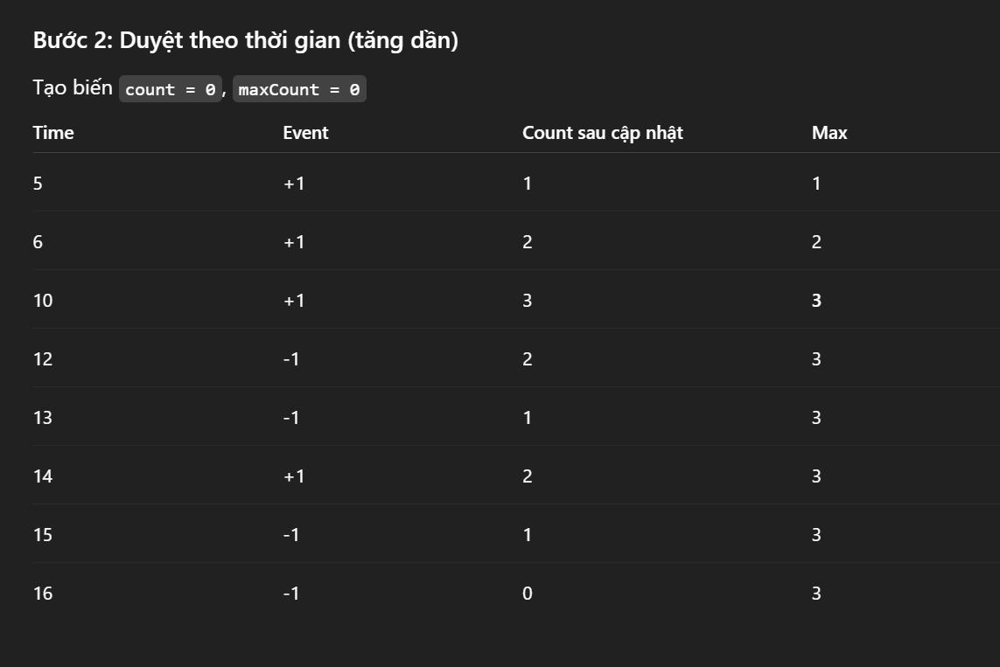 Bước 2: Duyệt theo thời gian (tăng dần)
Tạo biến count = 0, maxCount = 0
Time Event Count sau cập nhật Max
5 +1 1 1
6 +1 2 2
10 +1 3 3
12 -1 2 3
13 -1 1 3
14 +1 2 3
15 -1 1 3
16 -1 0 3